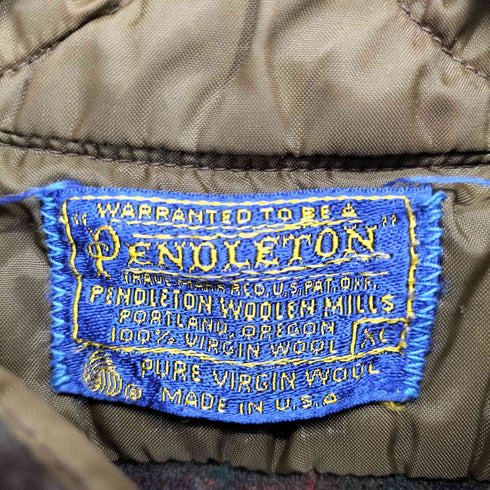 WARRANTED TO BE A
"PENDLETON"
TRADE MARK REG. U.S. PAT. OFF.
PENDLETON WOOLEN MILLS
PORTLAND, OREGON
100% VIRGIN WOOL XL
PURE VIRGIN WOOL
® MADE IN U.S.A